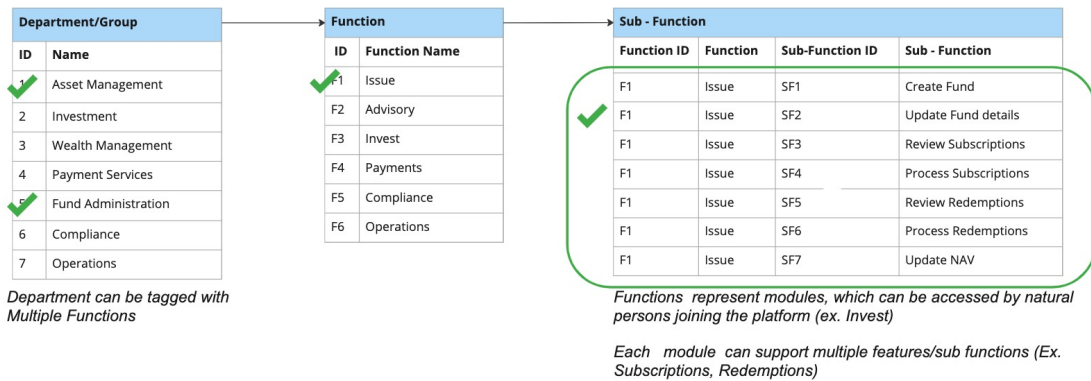 Department/Group
ID Name
1 Asset Management
2 Investment
3 Wealth Management
4 Payment Services
5 Fund Administration
6 Compliance
7 Operations
Department can be tagged with
Multiple Functions
Function
ID Function Name
F1 Issue
F2 Advisory
F3 Invest
F4 Payments
F5 Compliance
F6 Operations
Sub - Function
Function ID Function Sub-Function ID Sub - Function
F1 Issue SF1 Create Fund
F1 Issue SF2 Update Fund details
F1 Issue SF3 Review Subscriptions
F1 Issue SF4 Process Subscriptions
F1 Issue SF5 Review Redemptions
F1 Issue SF6 Process Redemptions
F1 Issue SF7 Update NAV
Functions represent modules, which can be accessed by natural
persons joining the platform (ex. Invest)
Each module can support multiple features/sub functions (Ex.
Subscriptions, Redemptions)